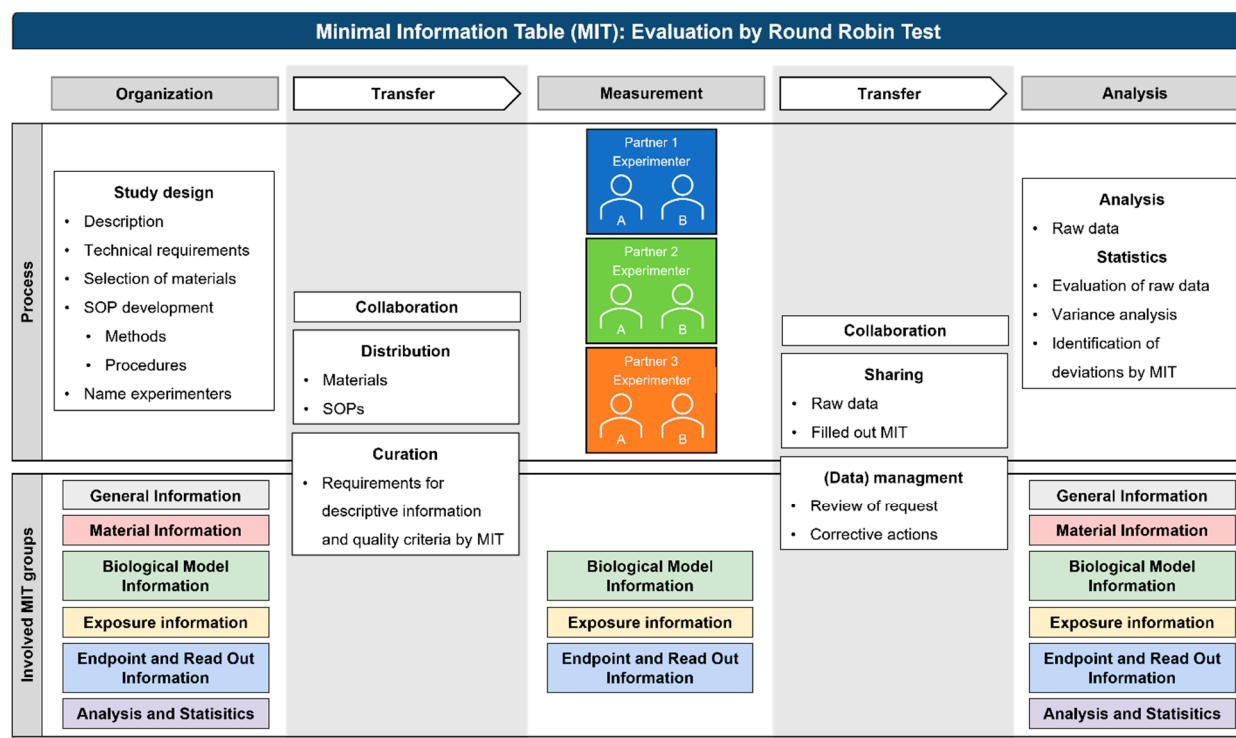 Minimal Information Table (MIT): Evaluation by Round Robin Test
Organization
Transfer
Measurement
Transfer
Analysis
Process
Study design
• Description
• Technical requirements
• Selection of materials
• SOP development
• Methods
• Procedures
• Name experimenters
Collaboration
Distribution
• Materials
• SOPs
Curation
• Requirements for
descriptive information
and quality criteria by MIT
Partner 1
Experimenter
A B
Partner 2
Experimenter
A B
Partner 3
Experimenter
A B
Collaboration
Sharing
• Raw data
• Filled out MIT
(Data) managment
• Review of request
• Corrective actions
Analysis
• Raw data
Statistics
• Evaluation of raw data
• Variance analysis
• Identification of
deviations by MIT
Involved MIT groups
General Information
Material Information
Biological Model
Information
Exposure information
Endpoint and Read Out
Information
Analysis and Statisitics
Biological Model
Information
Exposure information
Endpoint and Read Out
Information
General Information
Material Information
Biological Model
Information
Exposure information
Endpoint and Read Out
Information
Analysis and Statisitics